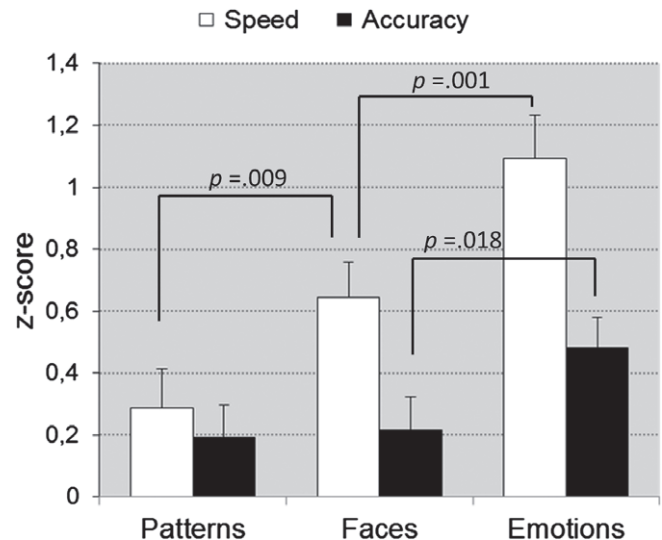 Speed Accuracy
1,4
1,2
1
0,8
0,6
0,4
0,2
0
z-score
p =.001
p =.009
p =.018
Patterns Faces Emotions